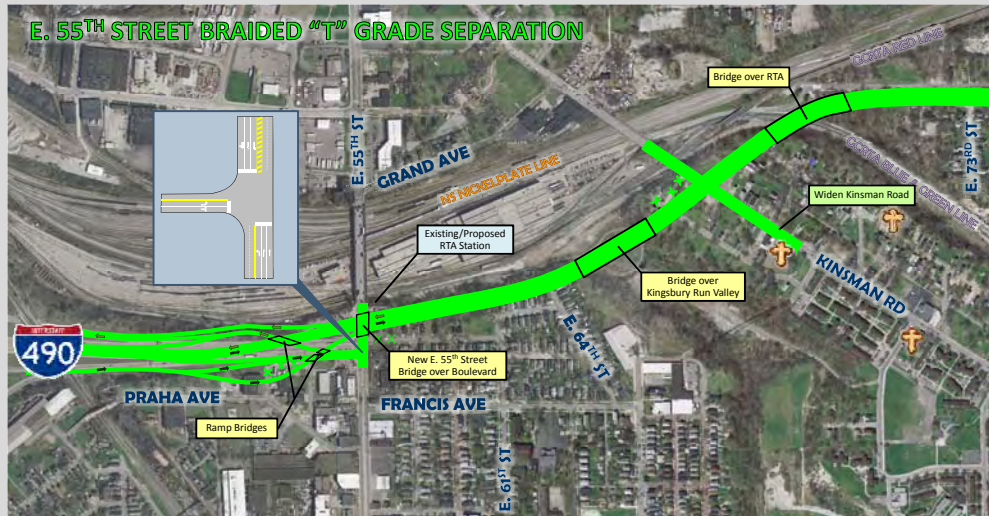 E. 55TH STREET BRAIDED “T” GRADE SEPARATION
GCRTA RED LINE
Bridge over RTA
E. 55TH ST
GRAND AVE
NS NICKELPLATE LINE
E. 73RD ST
GCRTA BLUE & GREEN LINE
Widen Kinsman Road
Existing/Proposed
RTA Station
KINSMAN RD
Bridge over
Kingsbury Run Valley
INTERSTATE
490
E. 64TH ST
New E. 55th Street
Bridge over Boulevard
PRAHA AVE
FRANCIS AVE
Ramp Bridges
E. 61ST ST